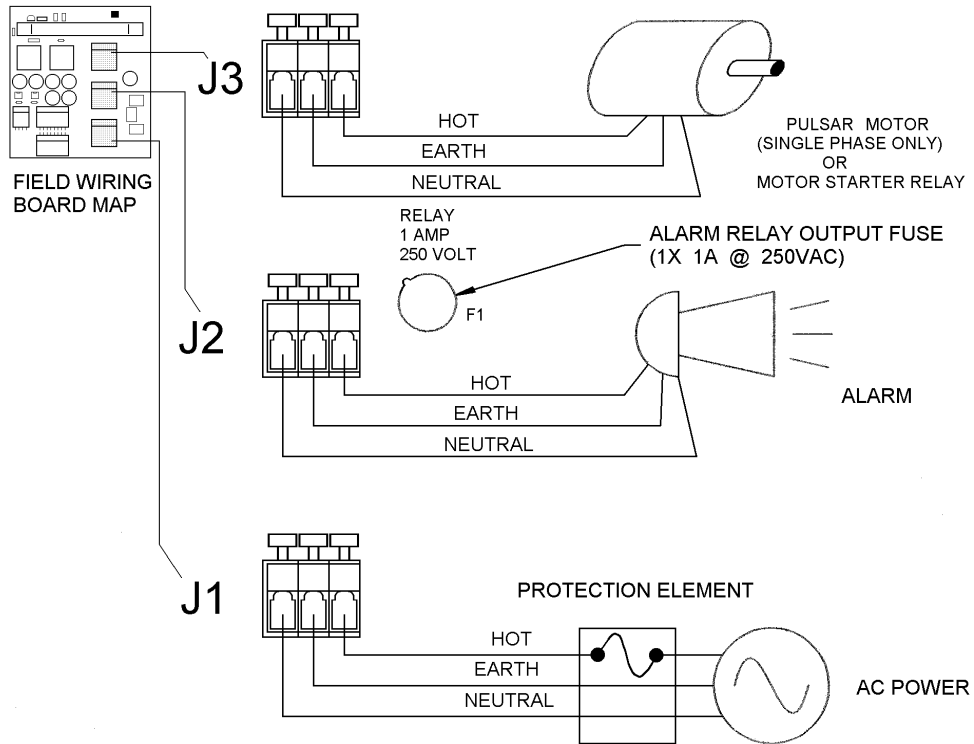 J3
HOT
EARTH
NEUTRAL
PULSAR MOTOR
(SINGLE PHASE ONLY)
OR
MOTOR STARTER RELAY
FIELD WIRING
BOARD MAP
RELAY
1 AMP
250 VOLT
F1
ALARM RELAY OUTPUT FUSE
(1X 1A @ 250VAC)
J2
HOT
EARTH
NEUTRAL
ALARM
J1
PROTECTION ELEMENT
HOT
EARTH
NEUTRAL
AC POWER